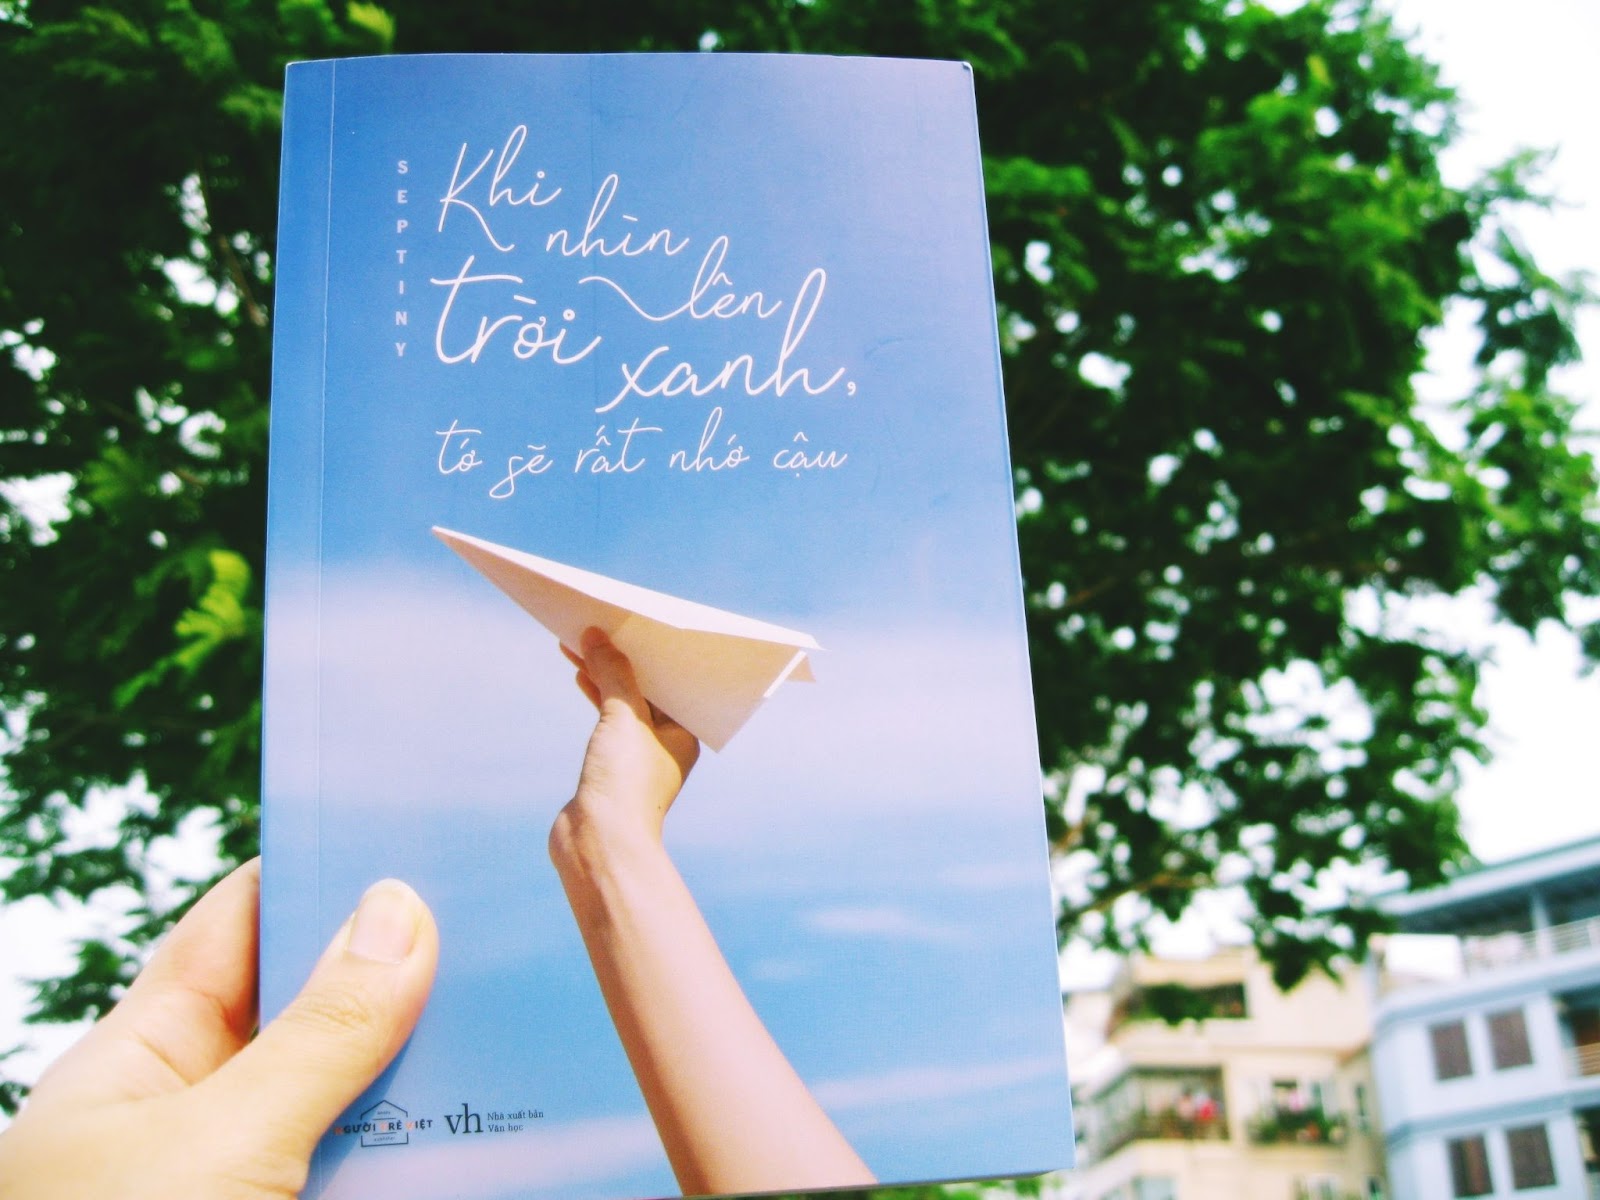 SEPTINY
Khi
nhìn
lên
trời
xanh,
tớ sẽ rất nhớ cậu
NGƯỜI TRẺ VIỆT
vh
Nhà xuất bản
Văn học